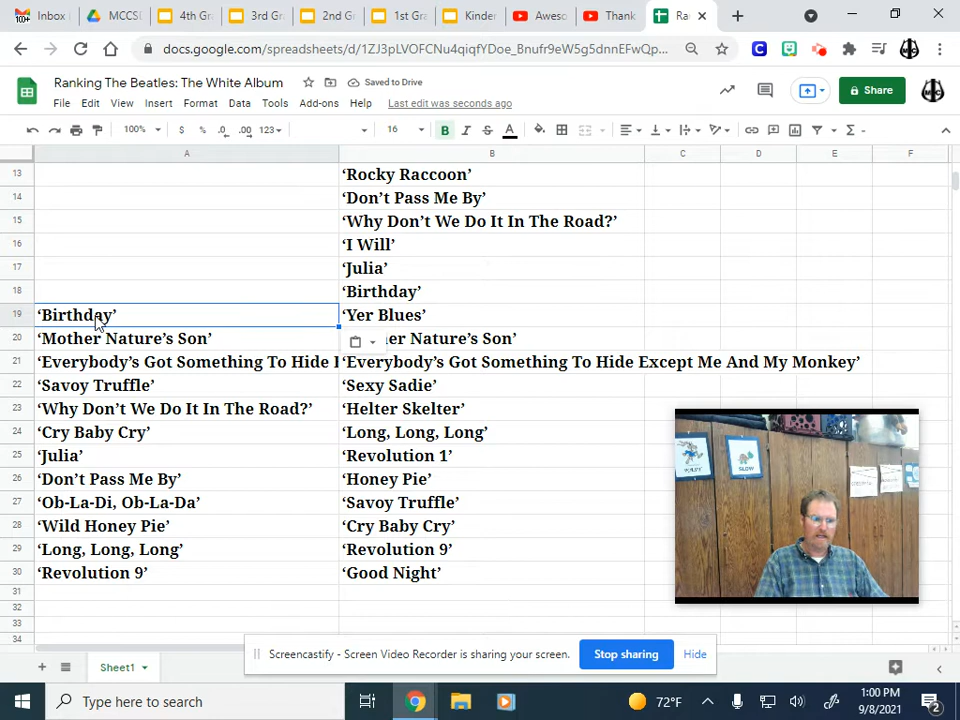 Inbox
MCCSE
4th Gr
3rd Gr
2nd G
1st Gra
Kinder
Aweso
Thank
Ra
docs.google.com/spreadsheets/d/1ZJ3pLVOFCNu4qiqfYDoe_Bnufr9eW5g5dnnEFwQp...
Ranking The Beatles: The White Album
Saved to Drive
File Edit View Insert Format Data Tools Add-ons Help Last edit was seconds ago
Share
100% $ % .0 .00 123 16 B I S A
A B C D E F
13 ‘Rocky Raccoon’
14 ‘Don’t Pass Me By’
15 ‘Why Don’t We Do It In The Road?’
16 ‘I Will’
17 ‘Julia’
18 ‘Birthday’
19 ‘Birthday’ ‘Yer Blues’
20 ‘Mother Nature’s Son’ er Nature’s Son’
21 ‘Everybody’s Got Something To Hide ‘Everybody’s Got Something To Hide Except Me And My Monkey’
22 ‘Savoy Truffle’ ‘Sexy Sadie’
23 ‘Why Don’t We Do It In The Road?’ ‘Helter Skelter’
24 ‘Cry Baby Cry’ ‘Long, Long, Long’
25 ‘Julia’ ‘Revolution 1’
26 ‘Don’t Pass Me By’ ‘Honey Pie’
27 ‘Ob-La-Di, Ob-La-Da’ ‘Savoy Truffle’
28 ‘Wild Honey Pie’ ‘Cry Baby Cry’
29 ‘Long, Long, Long’ ‘Revolution 9’
30 ‘Revolution 9’ ‘Good Night’
31
32
33
34
SLOW
Screencastify - Screen Video Recorder is sharing your screen.
Stop sharing
Hide
Sheet1
Type here to search
72°F
1:00 PM
9/8/2021
2